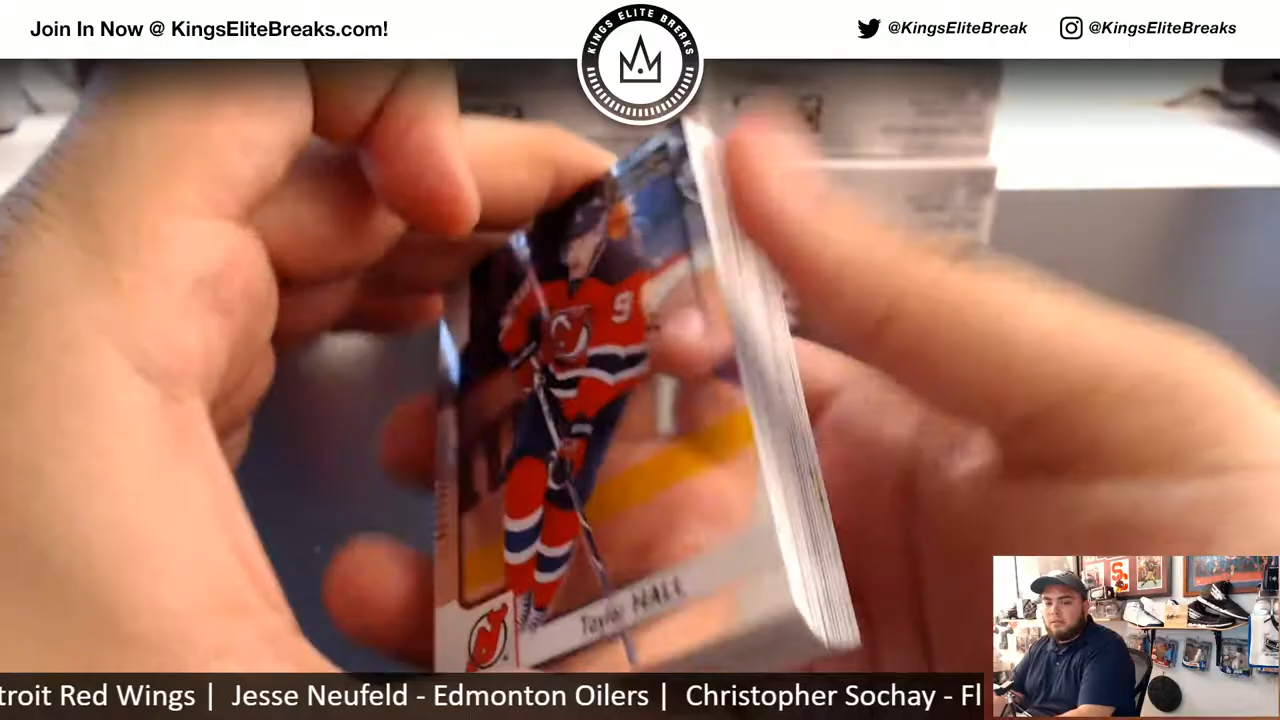 Join In Now @ KingsEliteBreaks.com!
KINGS ELITE BREAKS
@KingsEliteBreak
@KingsEliteBreaks
9
Taylor HALL
troit Red Wings | Jesse Neufeld - Edmonton Oilers | Christopher Sochay - Fl